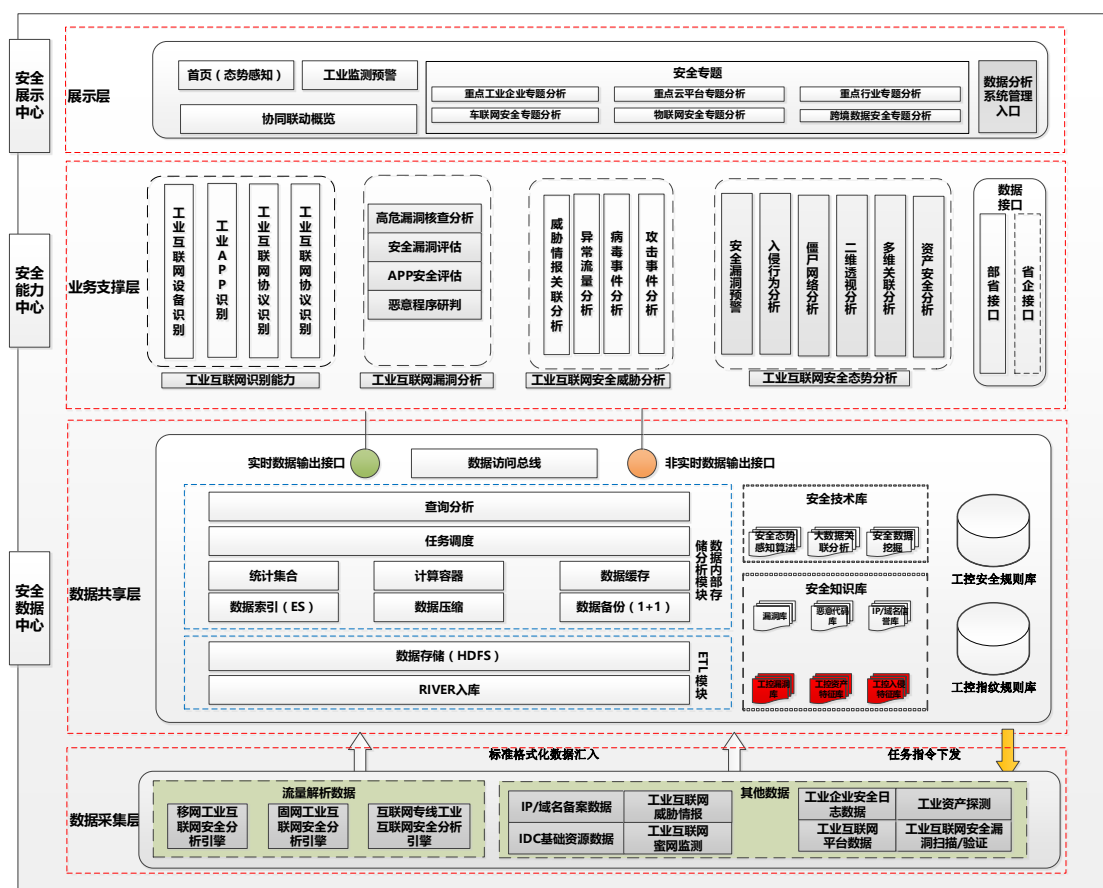 安全
展示
中心
展示层
首页（态势感知）
工业监测预警
协同联动概览
安全专题
重点工业企业专题分析
重点云平台专题分析
重点行业专题分析
车联网安全专题分析
物联网安全专题分析
跨境数据安全专题分析
数据分析
系统管理
入口
安全
能力
中心
业务支撑层
工业互联网设备识别
工业APP识别
工业互联网协议识别
工业互联网协议识别
工业互联网识别能力
高危漏洞核查分析
安全漏洞评估
APP安全评估
恶意程序研判
工业互联网漏洞分析
威胁情报关联分析
异常流量分析
病毒事件分析
攻击事件分析
工业互联网安全威胁分析
安全漏洞预警
入侵行为分析
僵尸网络分析
二维透视分析
多维关联分析
资产安全分析
工业互联网安全态势分析
数据
接口
部省接口
省企接口
安全
数据
中心
数据共享层
实时数据输出接口
数据访问总线
非实时数据输出接口
查询分析
任务调度
统计集合
计算容器
数据缓存
数据索引（ES）
数据压缩
数据备份（1+1）
数据内部存
储分析模块
数据存储（HDFS）
RIVER入库
ETL模块
安全技术库
安全态势
感知算法
大数据关
联分析
安全数据
挖掘
安全知识库
漏洞库
恶意代码
库
IP/域名信
誉库
工控漏洞
库
工控资产
特征库
工控入侵
特征库
工控安全规则库
工控指纹规则库
标准格式化数据汇入
任务指令下发
数据采集层
流量解析数据
移网工业互
联网安全分
析引擎
固网工业互
联网安全分
析引擎
互联网专线工业
互联网安全分析
引擎
其他数据
IP/域名备案数据
工业互联网
威胁情报
IDC基础资源数据
工业互联网
蜜网监测
工业企业安全日
志数据
工业资产探测
工业互联网
平台数据
工业互联网安全漏
洞扫描/验证